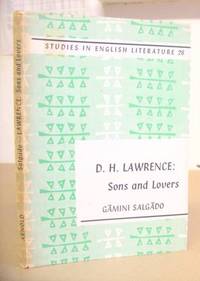 STUDIES IN ENGLISH LITERATURE 28
D. H. LAWRENCE:
Sons and Lovers
GĀMINI SALGĀDO
Salgādo — LAWRENCE: Sons and Lovers
ARNOLD